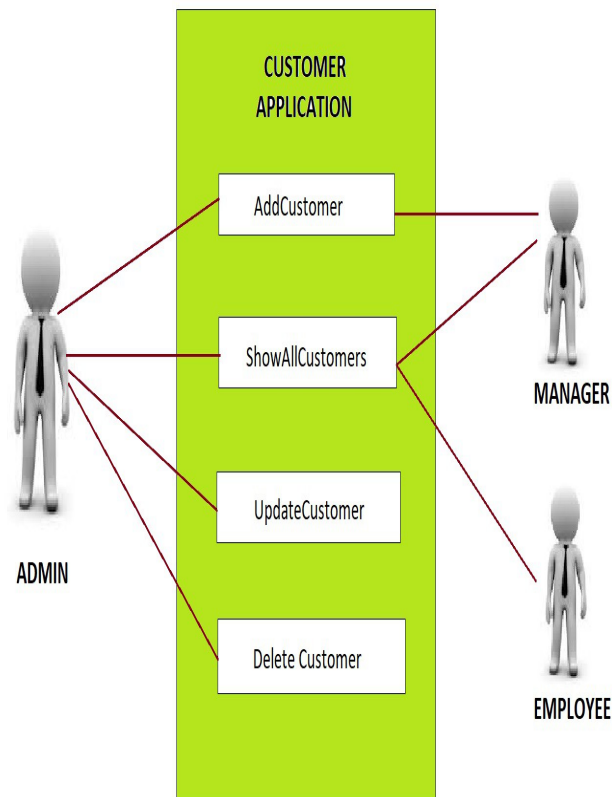 CUSTOMER
APPLICATION
AddCustomer
ShowAllCustomers
UpdateCustomer
Delete Customer
ADMIN
MANAGER
EMPLOYEE